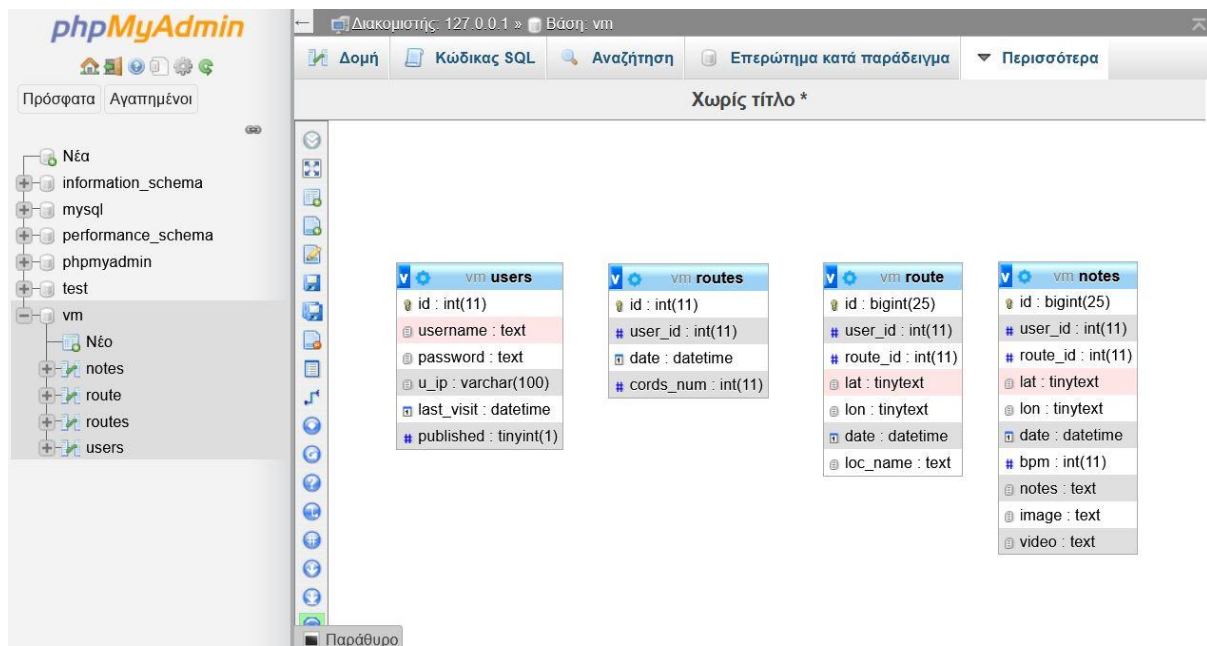 phpMyAdmin
Πρόσφατα Αγαπημένοι
Νέα
information_schema
mysql
performance_schema
phpmyadmin
test
vm
Νέο
notes
route
routes
users
Διακομιστής: 127.0.0.1 » Βάση: vm
Δομή Κώδικας SQL Αναζήτηση Επερώτημα κατά παράδειγμα Περισσότερα
Χωρίς τίτλο *
v vm users
id : int(11)
username : text
password : text
u_ip : varchar(100)
last_visit : datetime
# published : tinyint(1)
v vm routes
id : int(11)
# user_id : int(11)
date : datetime
# cords_num : int(11)
v vm route
id : bigint(25)
# user_id : int(11)
# route_id : int(11)
lat : tinytext
lon : tinytext
date : datetime
loc_name : text
v vm notes
id : bigint(25)
# user_id : int(11)
# route_id : int(11)
lat : tinytext
lon : tinytext
date : datetime
# bpm : int(11)
notes : text
image : text
video : text
Παράθυρο